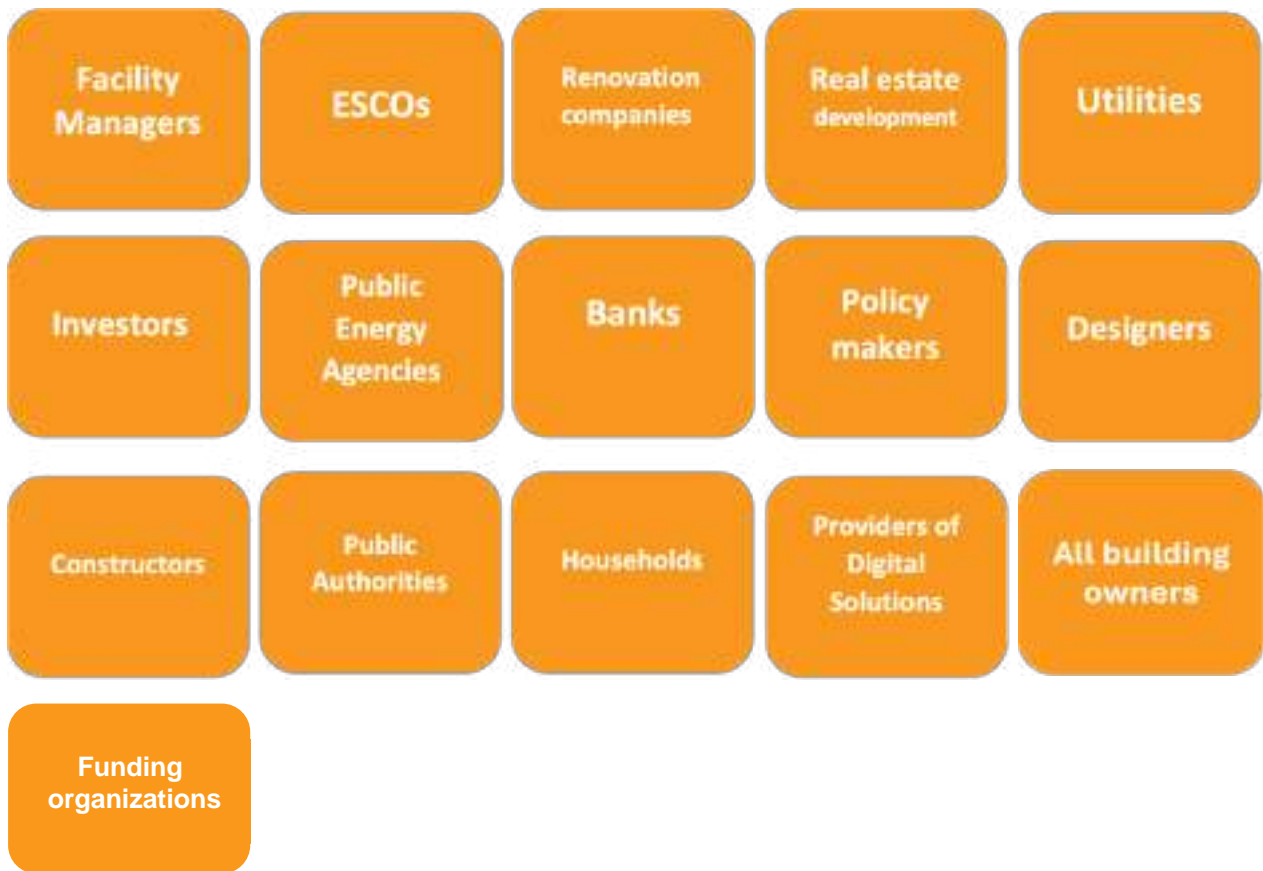 Facility
Managers
ESCOs
Renovation
companies
Real estate
development
Utilities
Investors
Public
Energy
Agencies
Banks
Policy
makers
Designers
Constructors
Public
Authorities
Households
Providers of
Digital
Solutions
All building
owners
Funding
organizations